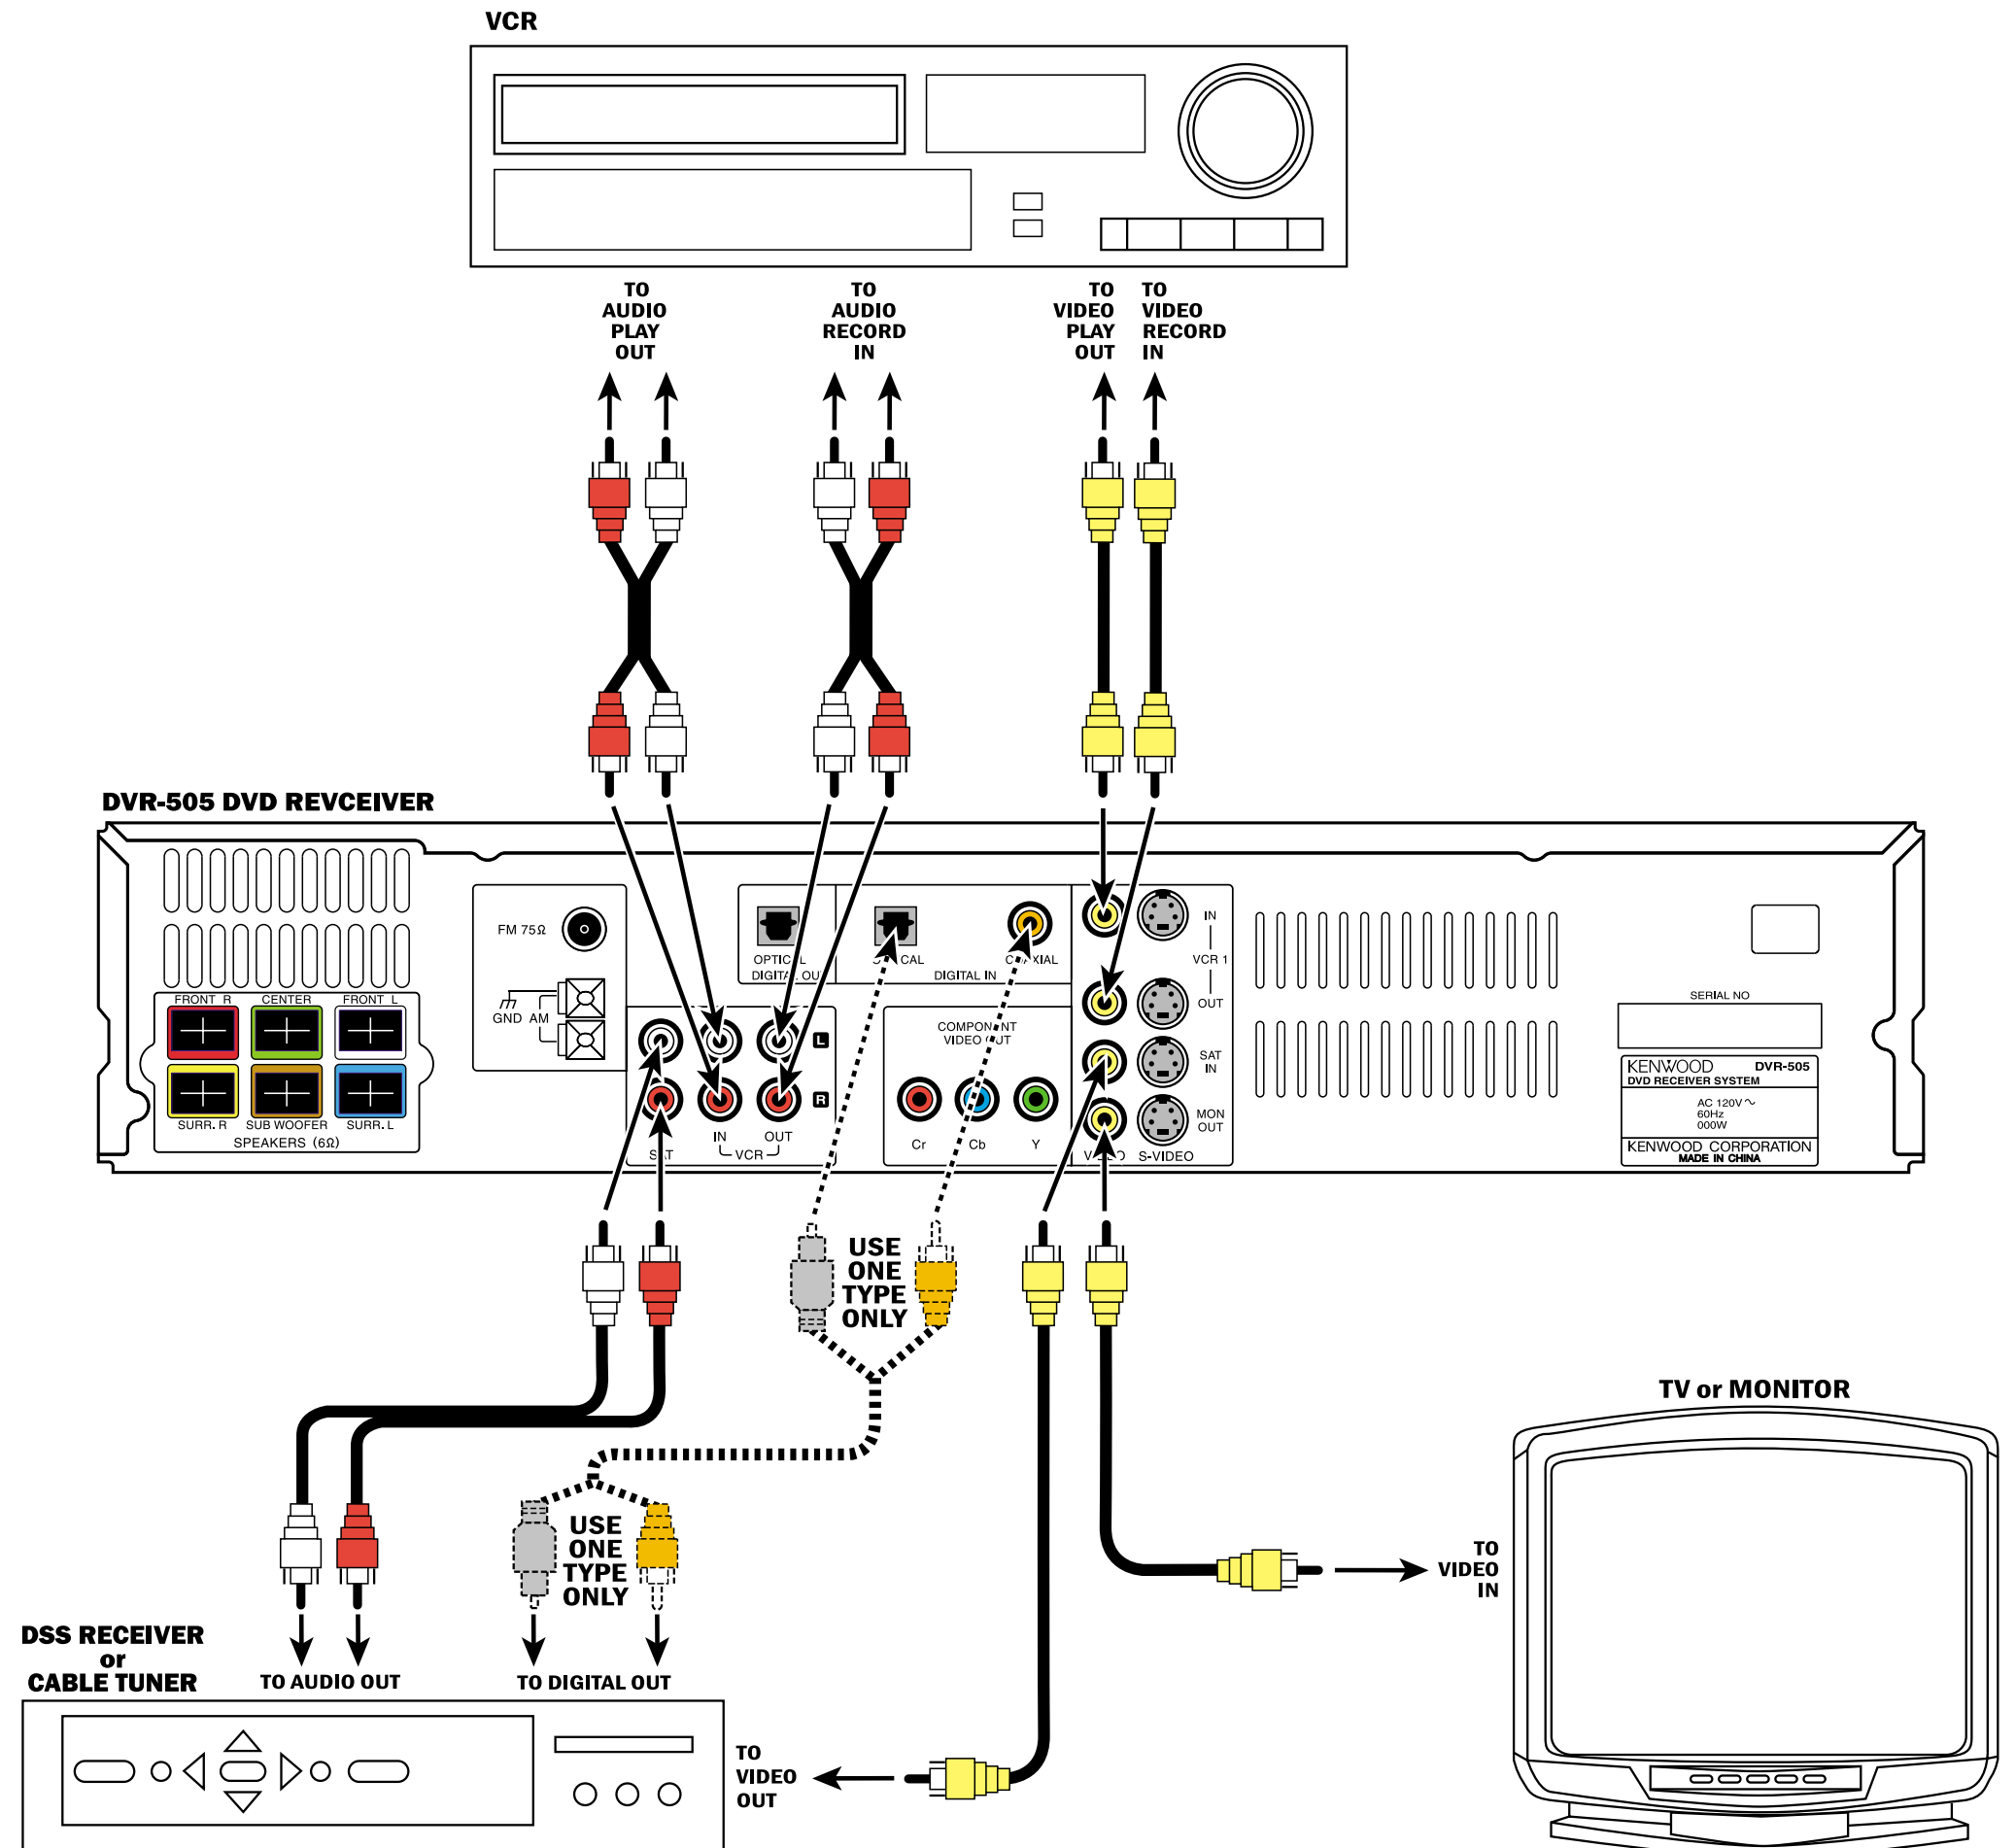 VCR
TO
AUDIO
PLAY
OUT
TO
AUDIO
RECORD
IN
TO
VIDEO
PLAY
OUT
TO
VIDEO
RECORD
IN
DVR-505 DVD REVCEIVER
FRONT R CENTER FRONT L
SURR. R SUB WOOFER SURR. L
SPEAKERS (6Ω)
FM 75Ω
GND AM
DIGITAL IN
L
R
IN OUT
VCR
VIDEO
Cr Cb Y
IN
VCR 1
OUT
SAT
IN
MON
OUT
S-VIDEO
SERIAL NO
KENWOOD DVR-505
DVD RECEIVER SYSTEM
AC 120V ~
60Hz
000W
KENWOOD CORPORATION
MADE IN CHINA
USE
ONE
TYPE
ONLY
USE
ONE
TYPE
ONLY
TV or MONITOR
TO
VIDEO
IN
DSS RECEIVER
or
CABLE TUNER
TO AUDIO OUT
TO DIGITAL OUT
TO
VIDEO
OUT